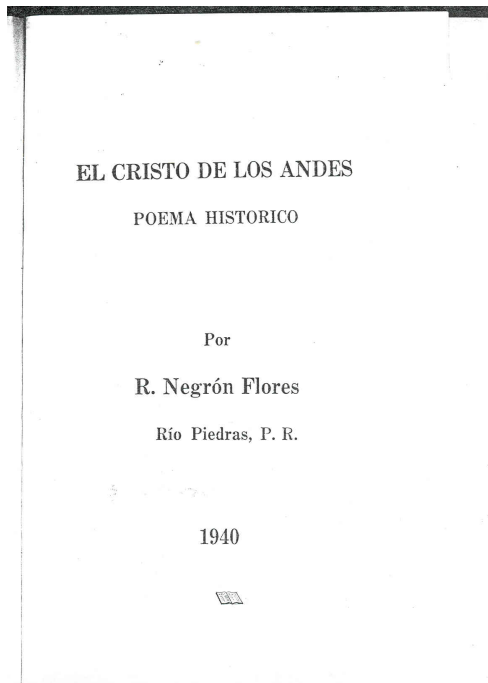 EL CRISTO DE LOS ANDES
POEMA HISTORICO
Por
R. Negrón Flores
Río Piedras, P. R.
1940